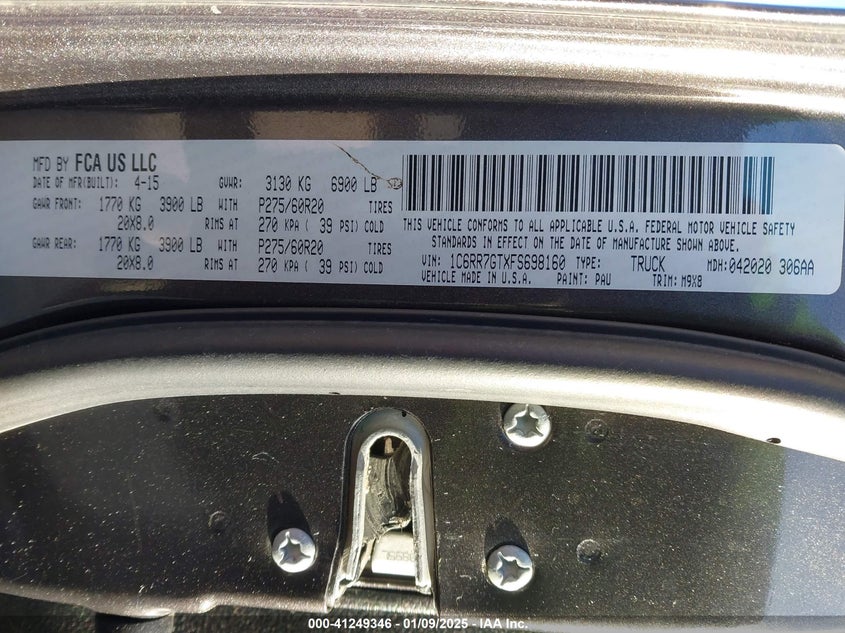 MFD BY FCA US LLC
DATE OF MFR(BUILT): 4-15 GVWR: 3130 KG 6900 LB
GAWR FRONT: 1770 KG 3900 LB WITH P275/60R20 TIRES
20X8.0 RIMS AT 270 KPA ( 39 PSI) COLD
GAWR REAR: 1770 KG 3900 LB WITH P275/60R20 TIRES
20X8.0 RIMS AT 270 KPA ( 39 PSI) COLD
THIS VEHICLE CONFORMS TO ALL APPLICABLE U.S.A. FEDERAL MOTOR VEHICLE SAFETY
STANDARDS IN EFFECT ON THE DATE OF MANUFACTURE SHOWN ABOVE.
VIN: 1C6RR7GTXFS698160 TYPE: TRUCK MDH: 042020 306AA
VEHICLE MADE IN U.S.A. PAINT: PAU TRIM: M9X8
000-41249346 - 01/09/2025 - IAA Inc.